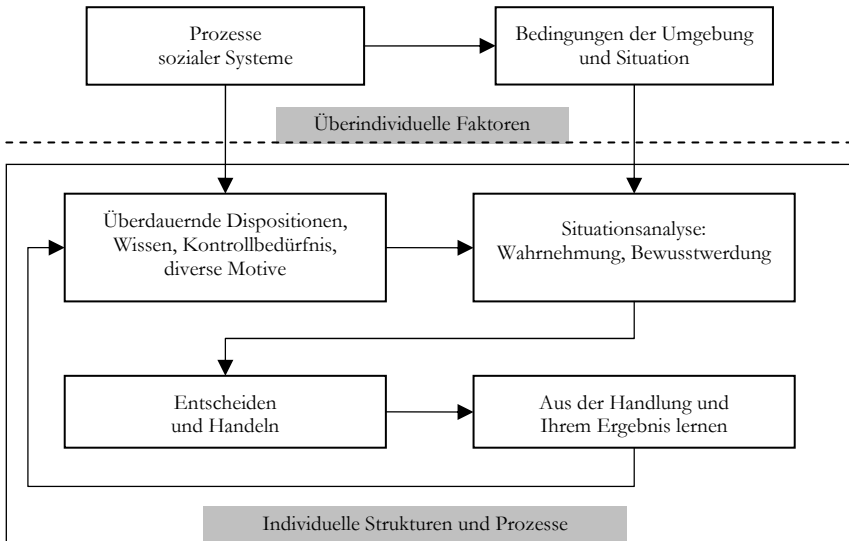 Prozesse
sozialer Systeme
Bedingungen der Umgebung
und Situation
Überindividuelle Faktoren
Überdauernde Dispositionen,
Wissen, Kontrollbedürfnis,
diverse Motive
Situationsanalyse:
Wahrnehmung, Bewusstwerdung
Entscheiden
und Handeln
Aus der Handlung und
Ihrem Ergebnis lernen
Individuelle Strukturen und Prozesse